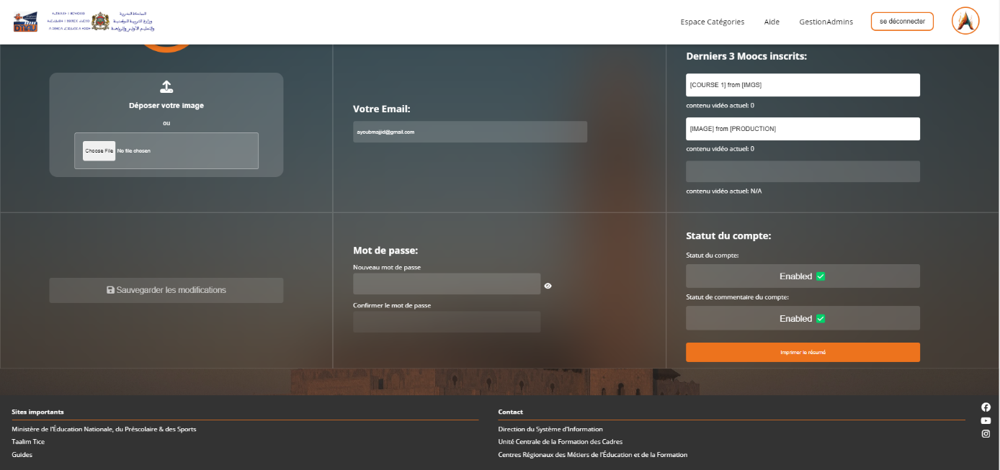 DTMAU
المملكة المغربية
وزارة التربية الوطنية
والتعليم الأولي والرياضة
Espace Catégories
Aide
GestionAdmins
se déconnecter
Déposer votre image
ou
Choose File No file chosen
Votre Email:
ayoubmajjid@gmail.com
Derniers 3 Moocs inscrits:
[COURSE 1] from [IMGS]
contenu vidéo actuel: 0
[IMAGE] from [PRODUCTION]
contenu vidéo actuel: 0
contenu vidéo actuel: N/A
Sauvegarder les modifications
Mot de passe:
Nouveau mot de passe
Confirmer le mot de passe
Statut du compte:
Statut du compte:
Enabled ✅
Statut de commentaire du compte:
Enabled ✅
Imprimer le résumé
Sites importants
Ministère de l'Éducation Nationale, du Préscolaire & des Sports
Taalim Tice
Guides
Contact
Direction du Système d'Information
Unité Centrale de la Formation des Cadres
Centres Régionaux des Métiers de l'Éducation et de la Formation